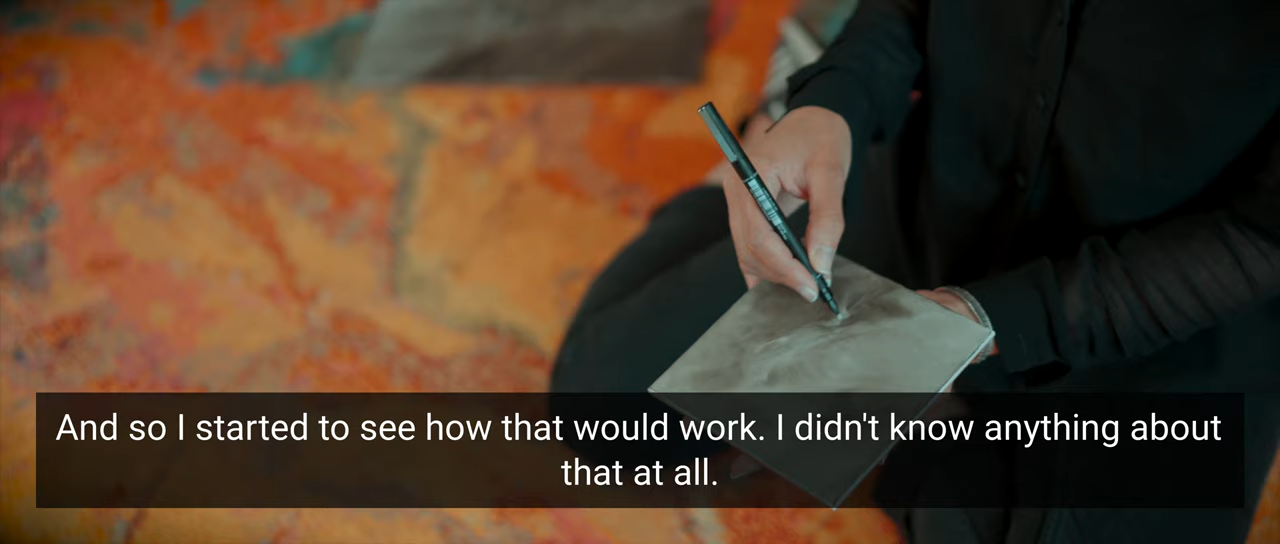 And so I started to see how that would work. I didn't know anything about
that at all.